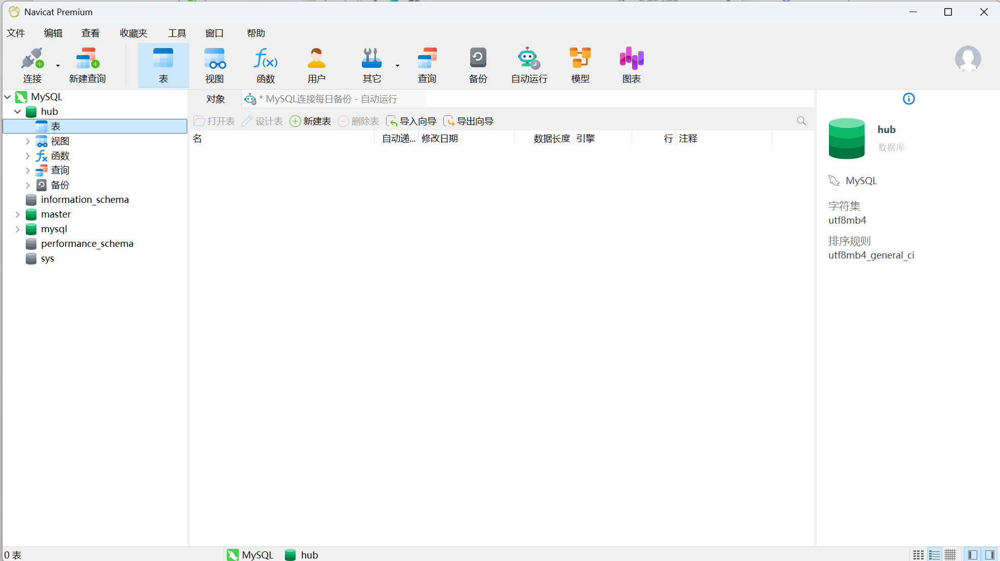 Navicat Premium
文件 编辑 查看 收藏夹 工具 窗口 帮助
连接 新建查询 表 视图 函数 用户 其它 查询 备份 自动运行 模型 图表
MySQL
hub
表
视图
函数
查询
备份
information_schema
master
mysql
performance_schema
sys
对象 * MySQL连接每日备份 - 自动运行
打开表 设计表 新建表 删除表 导入向导 导出向导
名 自动递... 修改日期 数据长度 引擎 行 注释
hub
数据库
MySQL
字符集
utf8mb4
排序规则
utf8mb4_general_ci
0 表 MySQL hub